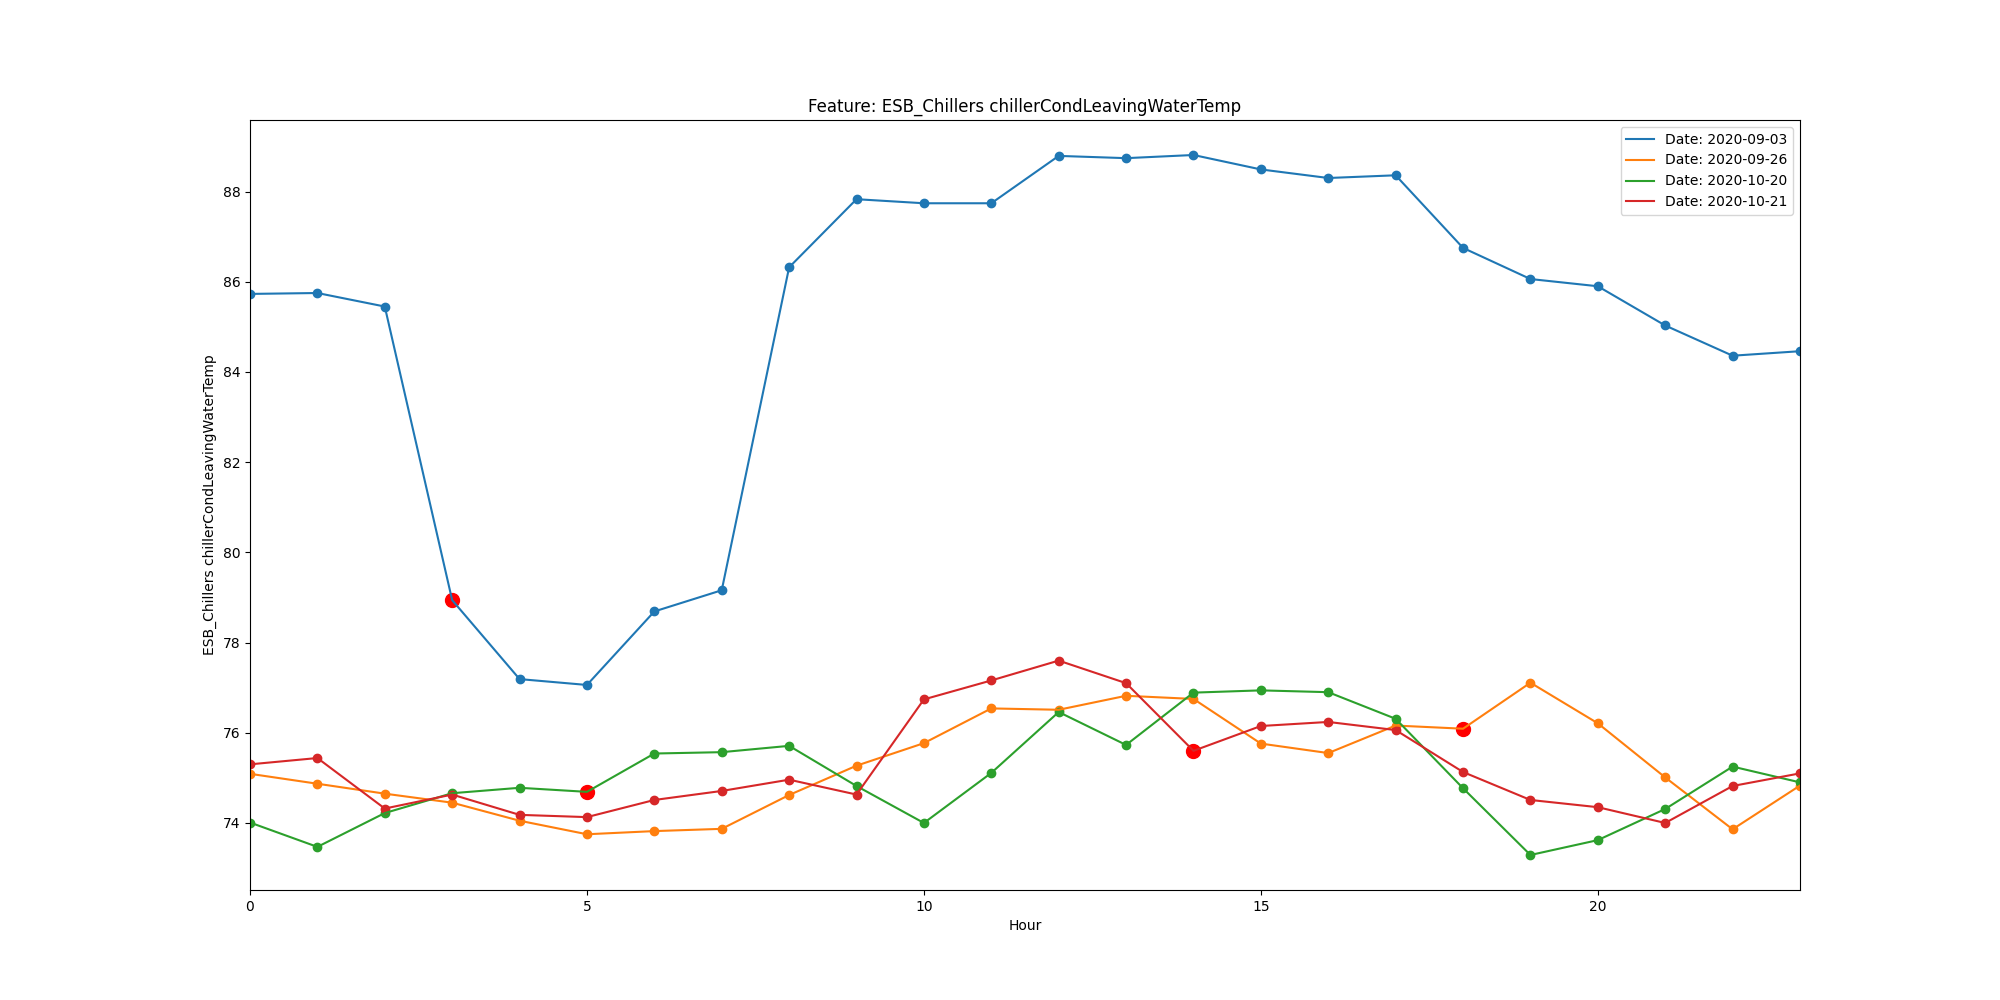 Feature: ESB_Chillers chillerCondLeavingWaterTemp
Date: 2020-09-03
Date: 2020-09-26
Date: 2020-10-20
Date: 2020-10-21
ESB_Chillers chillerCondLeavingWaterTemp
88
86
84
82
80
78
76
74
0 5 10 15 20
Hour